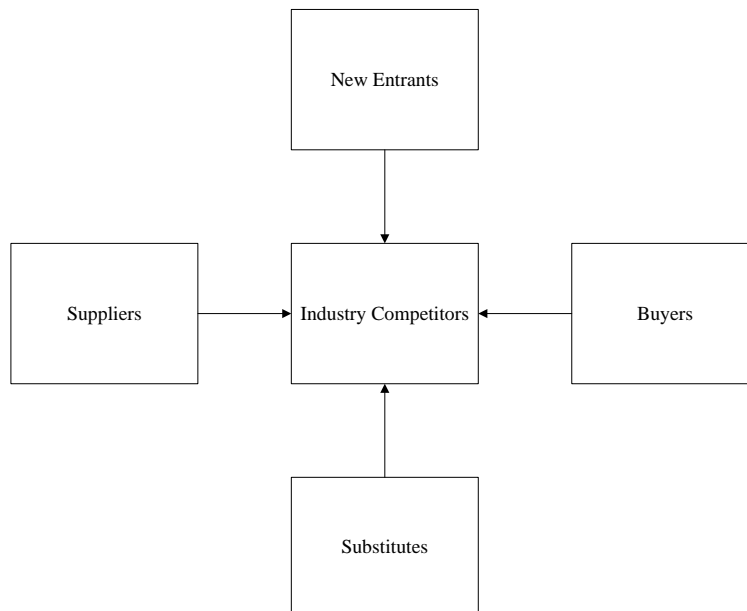 New Entrants
Suppliers
Industry Competitors
Buyers
Substitutes